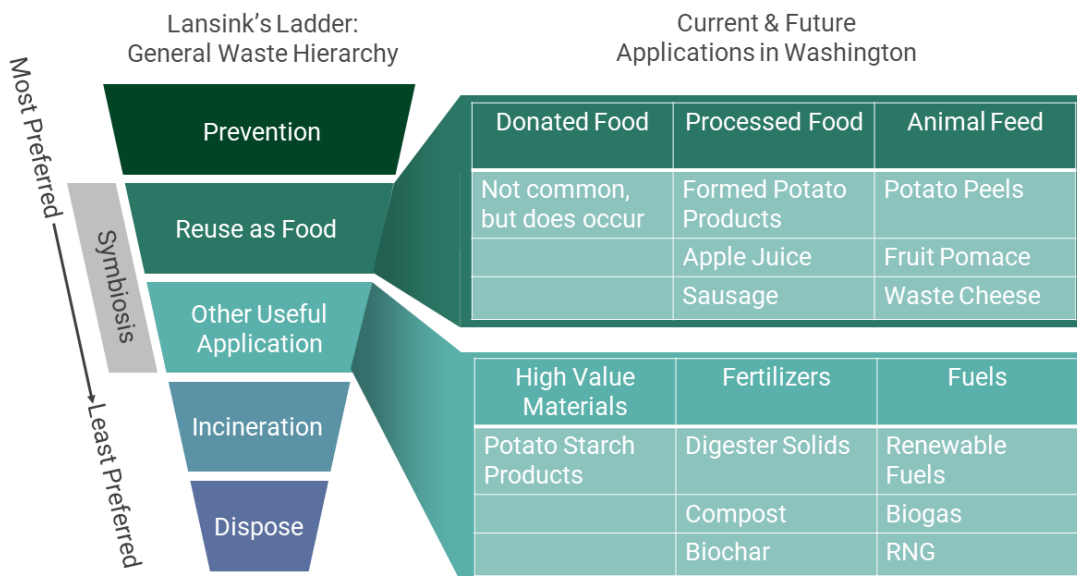 Lansink's Ladder:
General Waste Hierarchy
Current & Future
Applications in Washington
Most Preferred
Least Preferred
Symbiosis
Prevention
Reuse as Food
Other Useful
Application
Incineration
Dispose
Donated Food
Processed Food
Animal Feed
Not common,
but does occur
Formed Potato
Products
Potato Peels
Apple Juice
Fruit Pomace
Sausage
Waste Cheese
High Value
Materials
Fertilizers
Fuels
Potato Starch
Products
Digester Solids
Renewable
Fuels
Compost
Biogas
Biochar
RNG